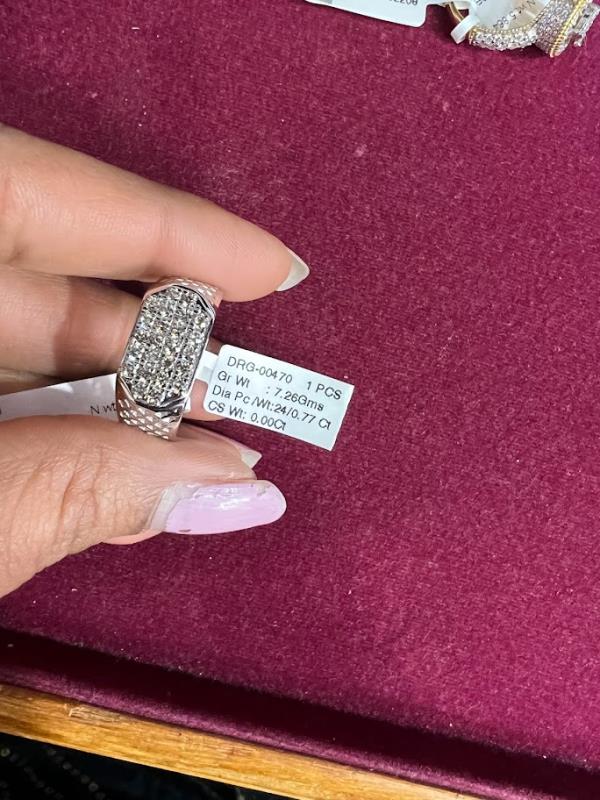 DRG-00470 1 PCS
Gr Wt : 7.26Gms
Dia Pc/Wt:24/0.77 Ct
CS Wt: 0.00Ct
N Wt